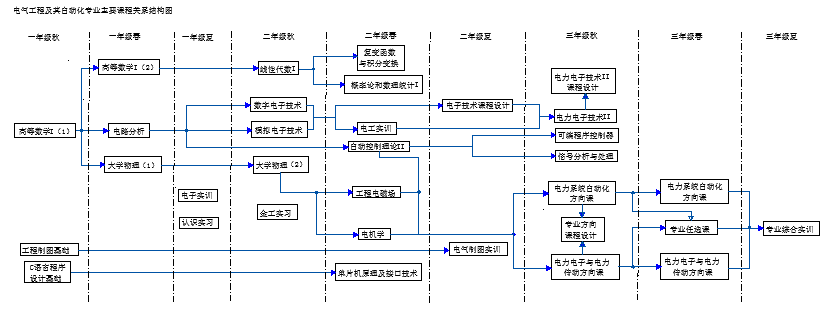 电气工程及其自动化专业主要课程关系结构图
一年级秋
一年级春
一年级夏
二年级秋
二年级春
二年级夏
三年级秋
三年级春
三年级夏
高等数学I（2）
线性代数I
复变函数
与积分变换
概率论和数理统计I
电力电子技术II
课程设计
数字电子技术
电子技术课程设计
电力电子技术II
高等数学I（1）
电路分析
模拟电子技术
电工实训
可编程序控制器
自动控制理论II
信号分析与处理
大学物理（1）
大学物理（2）
电子实训
工程电磁场
电力系统自动化
方向课
电力系统自动化
方向课
认识实习
金工实习
电机学
专业方向
课程设计
专业任选课
专业综合实训
工程制图基础
电气制图实训
C语言程序
设计基础
单片机原理及接口技术
电力电子与电力
传动方向课
电力电子与电力
传动方向课